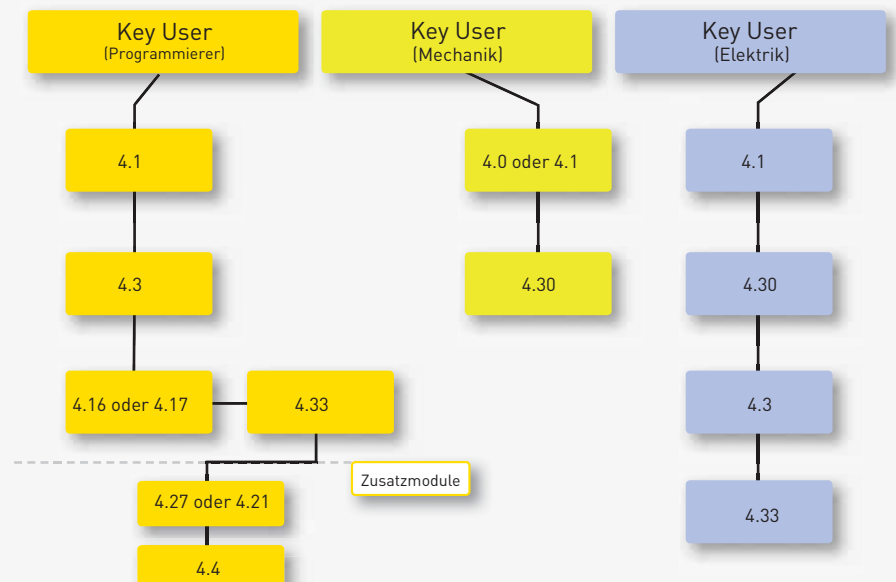 Key User
(Programmierer)
4.1
4.3
4.16 oder 4.17
4.33
Zusatzmodule
4.27 oder 4.21
4.4
Key User
(Mechanik)
4.0 oder 4.1
4.30
Key User
(Elektrik)
4.1
4.30
4.3
4.33